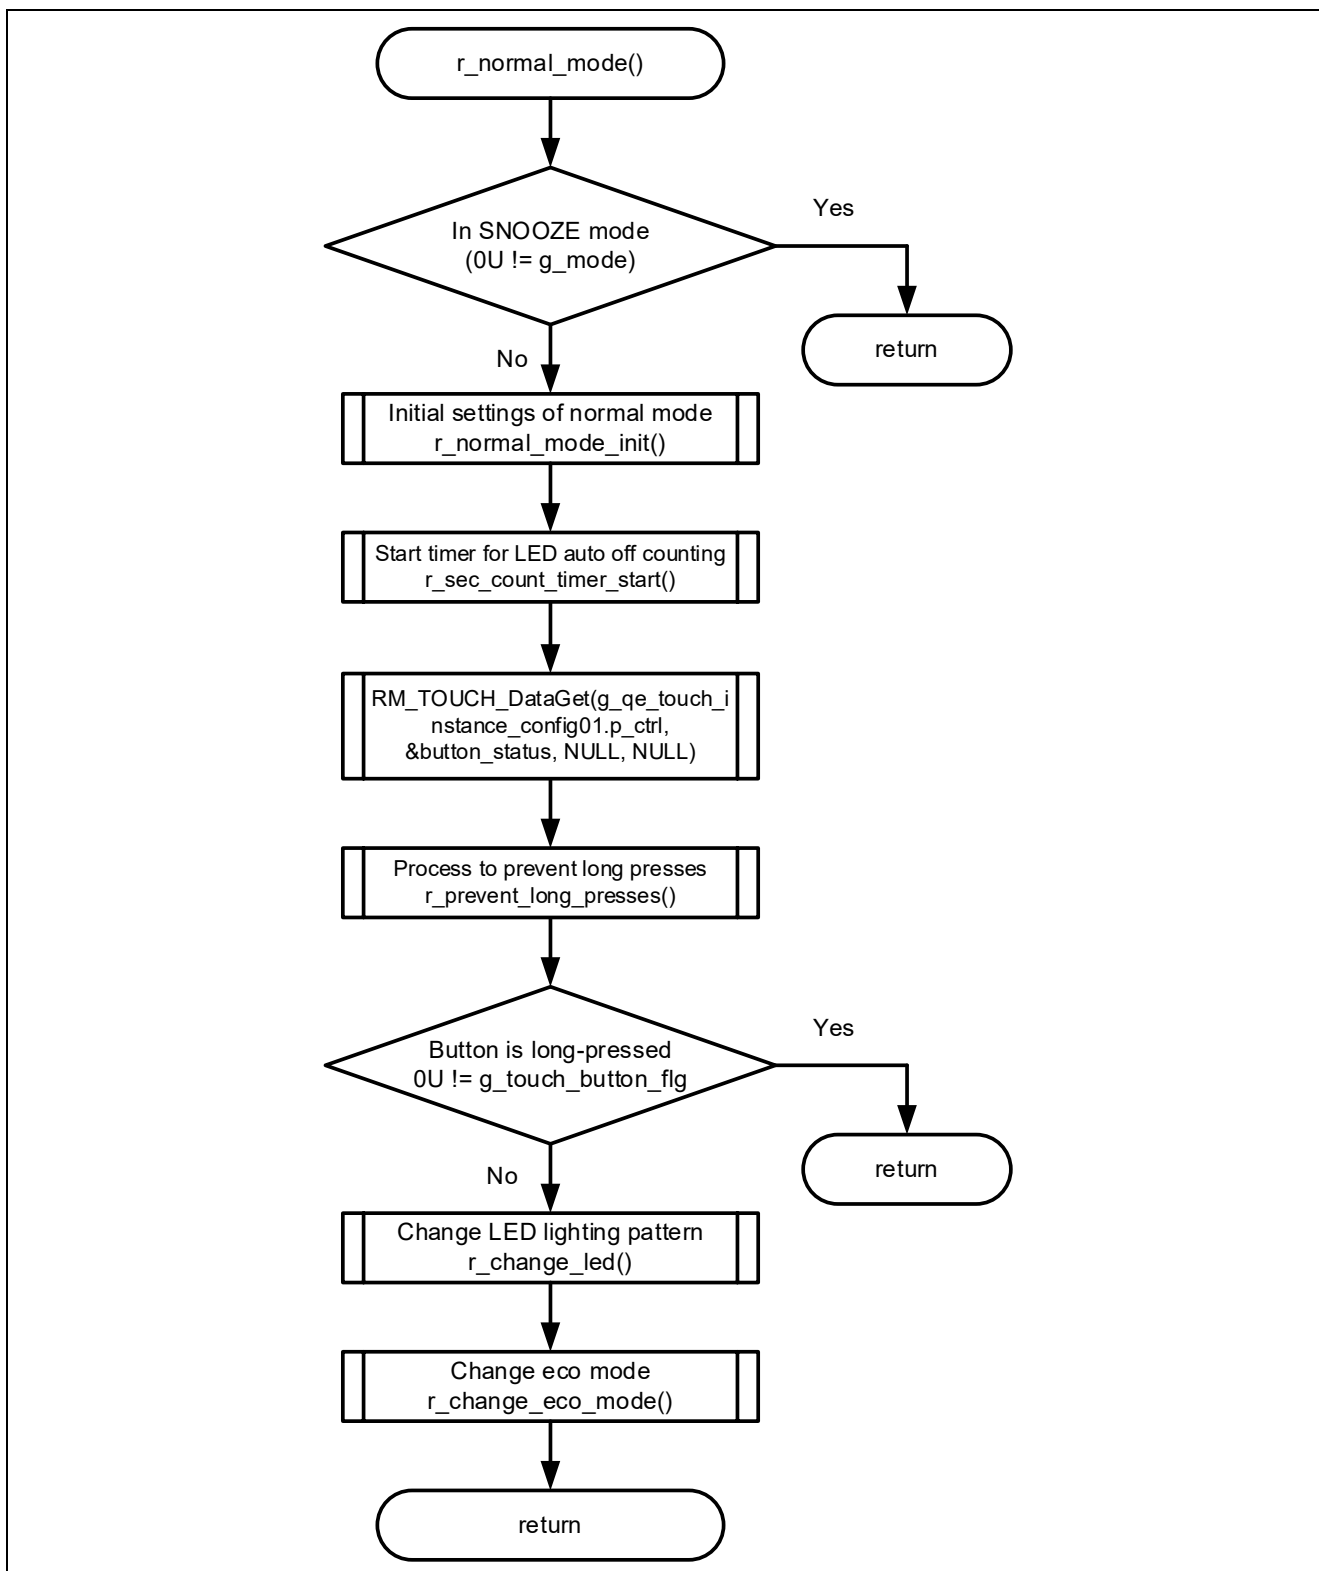 r_normal_mode()
Yes
In SNOOZE mode
(0U != g_mode)
return
No
Initial settings of normal mode
r_normal_mode_init()
Start timer for LED auto off counting
r_sec_count_timer_start()
RM_TOUCH_DataGet(g_qe_touch_i
nstance_config01.p_ctrl,
&button_status, NULL, NULL)
Process to prevent long presses
r_prevent_long_presses()
Yes
Button is long-pressed
0U != g_touch_button_flg
return
No
Change LED lighting pattern
r_change_led()
Change eco mode
r_change_eco_mode()
return